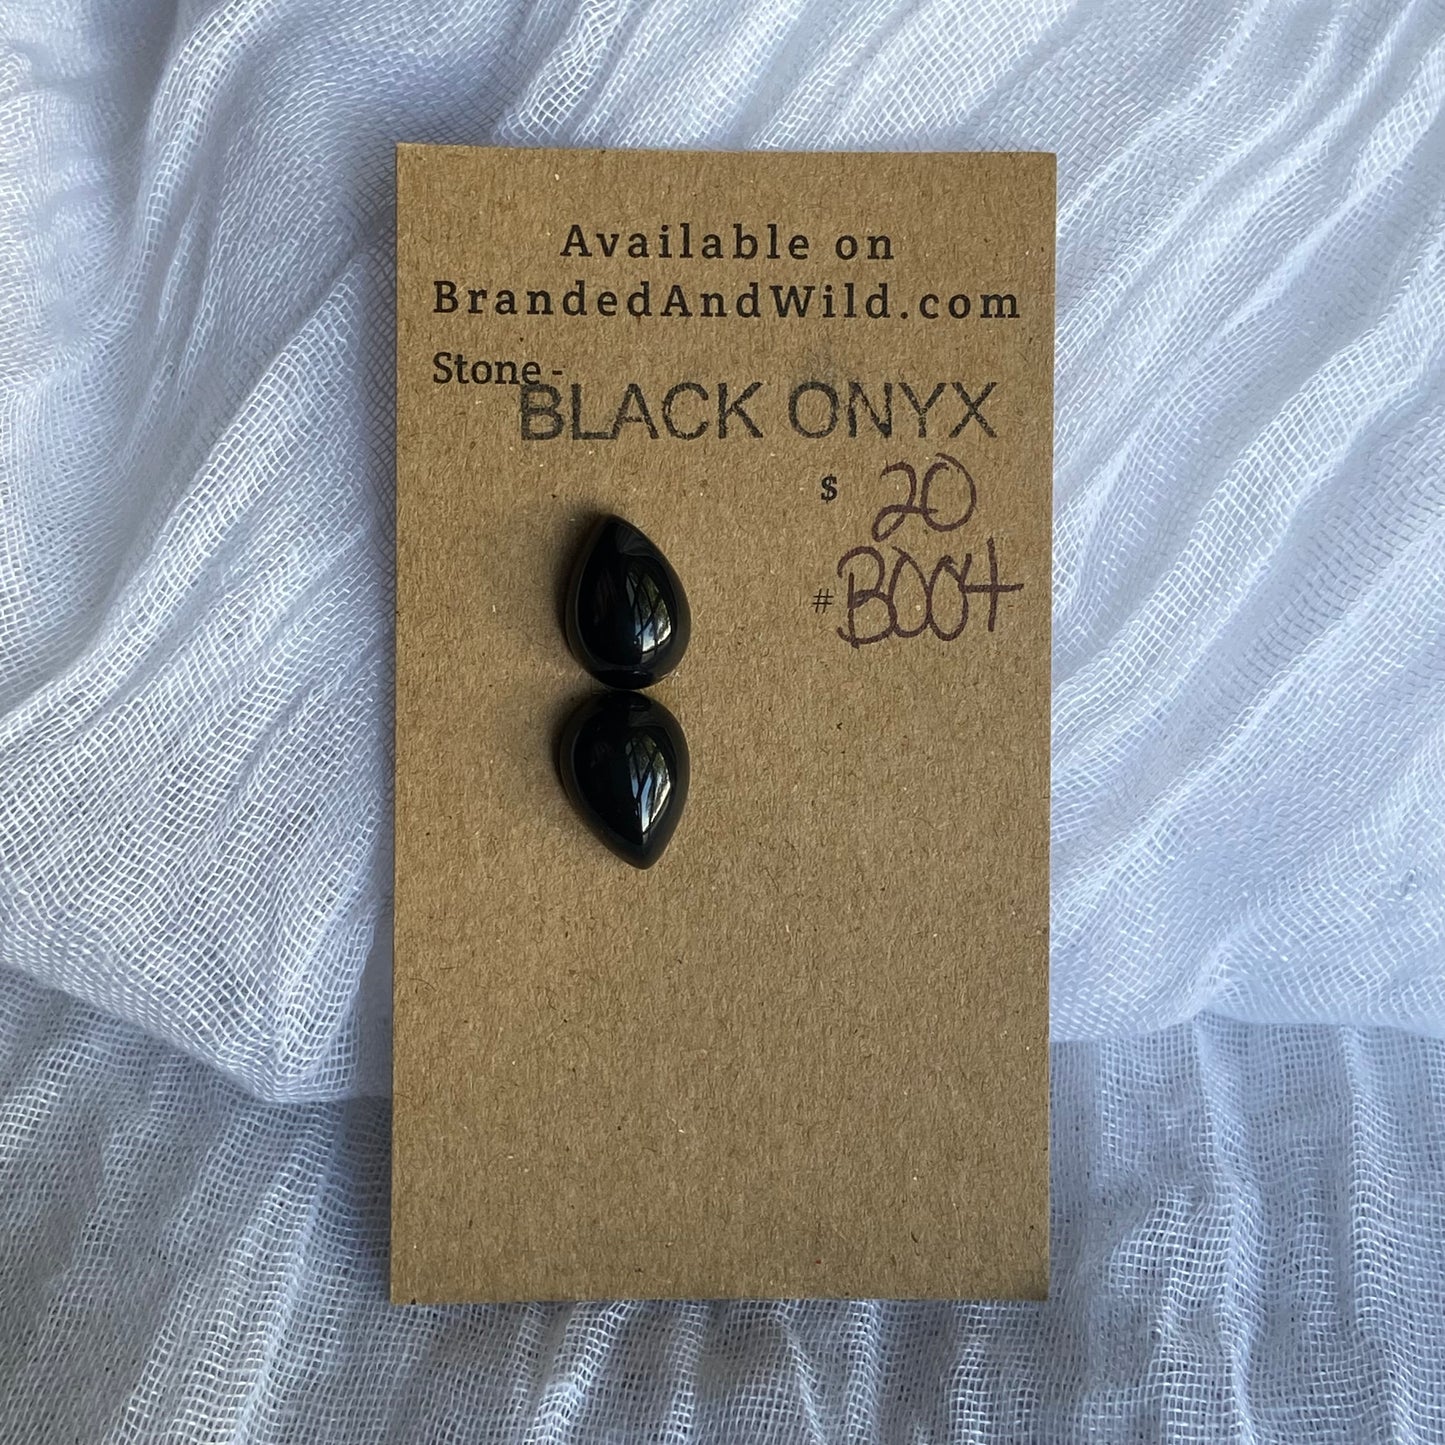 Available on
BrandedAndWild.com
Stone -
BLACK ONYX
$ 20
# B004